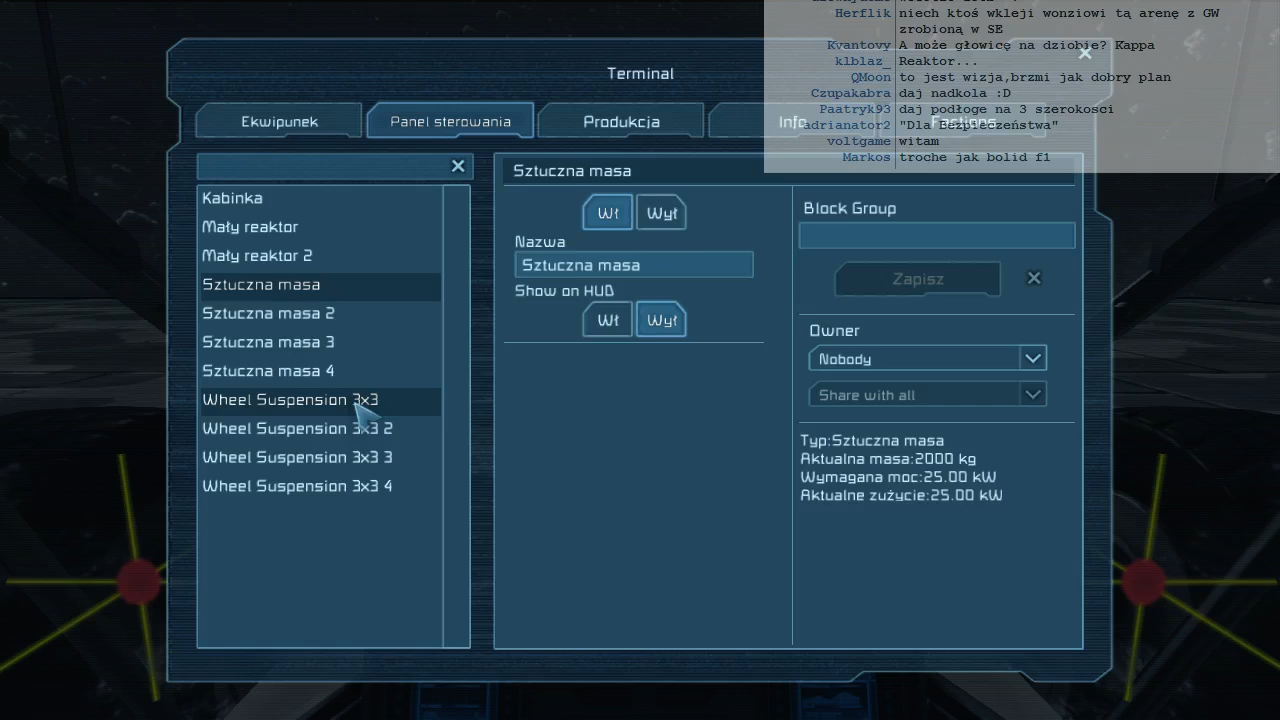 Herflik niech ktoś wkleji wonziowi tą arenę z GW
zrobioną w SE
Kvantovy A może głowicę na dziobie? Kappa
klblaz_ Reaktor...
QMoon to jest wizja,brzmi jak dobry plan
Czupakabra daj nadkola :D
Paatryk93 daj podłoge na 3 szerokosci
adrianator2 "Dla Bezpieczeństwa"
voltgame witam
Markos troche jak bolid f1
Terminal
Ekwipunek
Panel sterowania
Produkcja
Info
Factions
Kabinka
Mały reaktor
Mały reaktor 2
Sztuczna masa
Sztuczna masa 2
Sztuczna masa 3
Sztuczna masa 4
Wheel Suspension 3x3
Wheel Suspension 3x3 2
Wheel Suspension 3x3 3
Wheel Suspension 3x3 4
Sztuczna masa
Wł Wył
Nazwa
Sztuczna masa
Show on HUD
Wł Wył
Block Group
Zapisz
Owner
Nobody
Share with all
Typ:Sztuczna masa
Aktualna masa:2000 kg
Wymagana moc:25.00 kW
Aktualne zużycie:25.00 kW